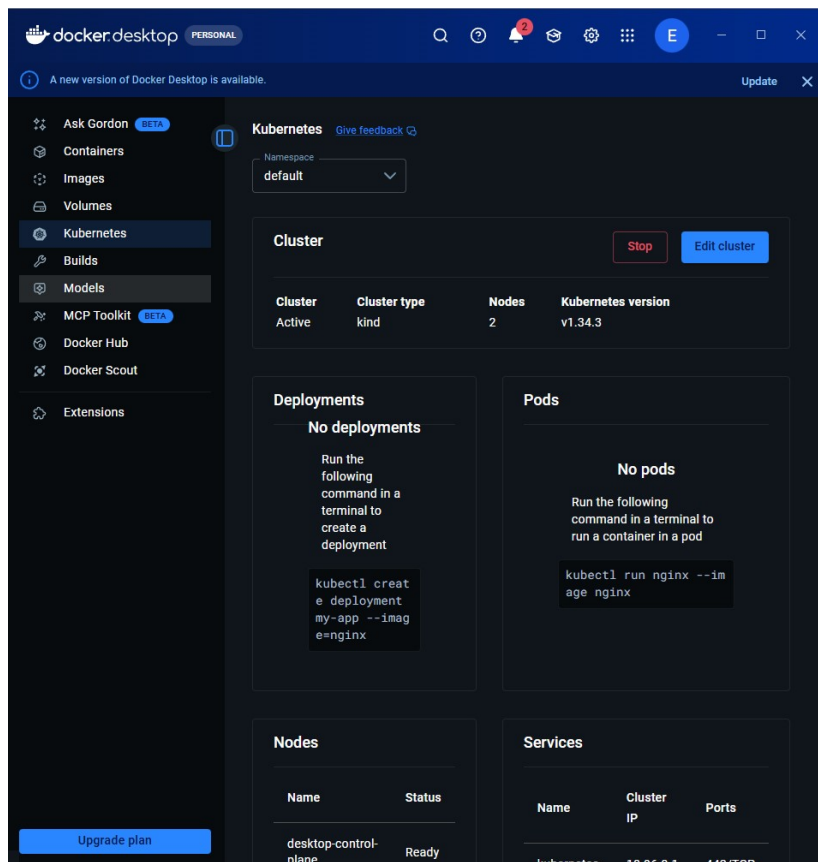 docker.desktop PERSONAL
2
E
A new version of Docker Desktop is available.
Update
Ask Gordon BETA
Containers
Images
Volumes
Kubernetes
Builds
Models
MCP Toolkit BETA
Docker Hub
Docker Scout
Extensions
Upgrade plan
Kubernetes Give feedback
Namespace
default
Cluster
Stop
Edit cluster
Cluster Cluster type Nodes Kubernetes version
Active kind 2 v1.34.3
Deployments
No deployments
Run the
following
command in a
terminal to
create a
deployment
kubectl creat
e deployment
my-app --imag
e=nginx
Pods
No pods
Run the following
command in a terminal to
run a container in a pod
kubectl run nginx --im
age nginx
Nodes
Name Status
desktop-control-
plane
Ready
Services
Name
Cluster
IP
Ports
kubernetes